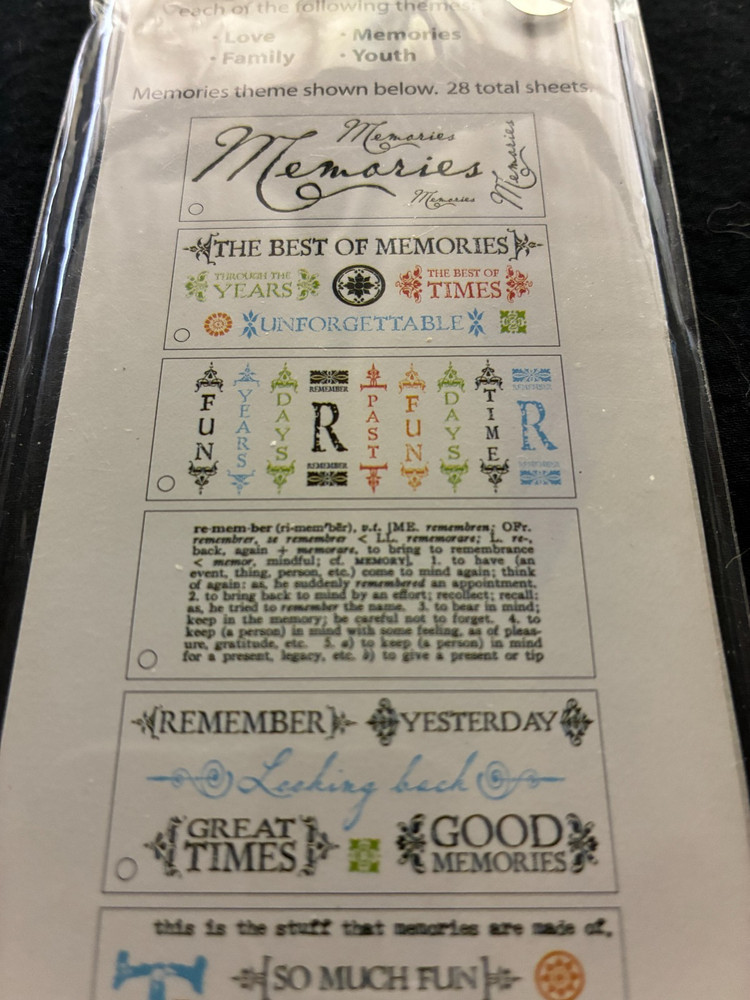 each of the following themes:
· Love · Memories
· Family · Youth
Memories theme shown below. 28 total sheets.
Memories
Memories
Memories
Memories
THE BEST OF MEMORIES
THROUGH THE YEARS
THE BEST OF TIMES
UNFORGETTABLE
FUN
YEARS
DAYS
REMEMBER
R
REMEMBER
PAST
FUN
DAYS
TIME
REMEMBER
R
REMEMBER
re·mem·ber (ri-mem'bẽr), v.t. [ME. remembren; OFr.
remembrer, se remembrer < LL. rememorare; L. re-,
back, again + memorare, to bring to remembrance
< memor, mindful; cf. MEMORY], 1. to have (an
event, thing, person, etc.) come to mind again; think
of again: as, he suddenly remembered an appointment.
2. to bring back to mind by an effort; recollect; recall:
as, he tried to remember the name. 3. to bear in mind;
keep in the memory; be careful not to forget. 4. to
keep (a person) in mind with some feeling, as of pleas-
ure, gratitude, etc. 5. a) to keep (a person) in mind
for a present, legacy, etc. b) to give a present or tip
REMEMBER YESTERDAY
Looking back
GREAT TIMES
GOOD MEMORIES
this is the stuff that memories are made of.
T
SO MUCH FUN